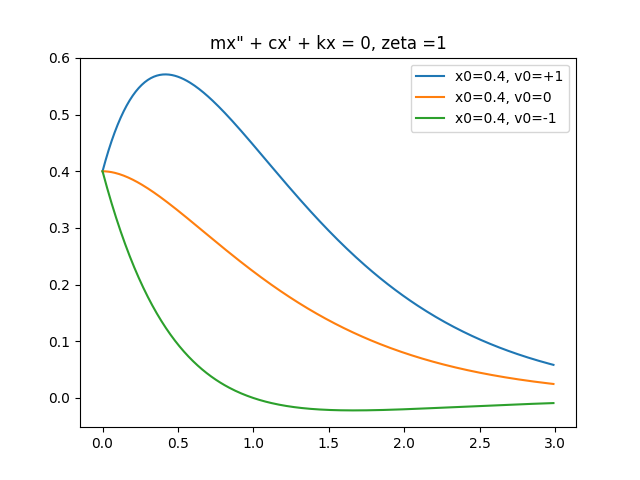 mx" + cx' + kx = 0, zeta =1
x0=0.4, v0=+1
x0=0.4, v0=0
x0=0.4, v0=-1
0.6
0.5
0.4
0.3
0.2
0.1
0.0
0.0 0.5 1.0 1.5 2.0 2.5 3.0